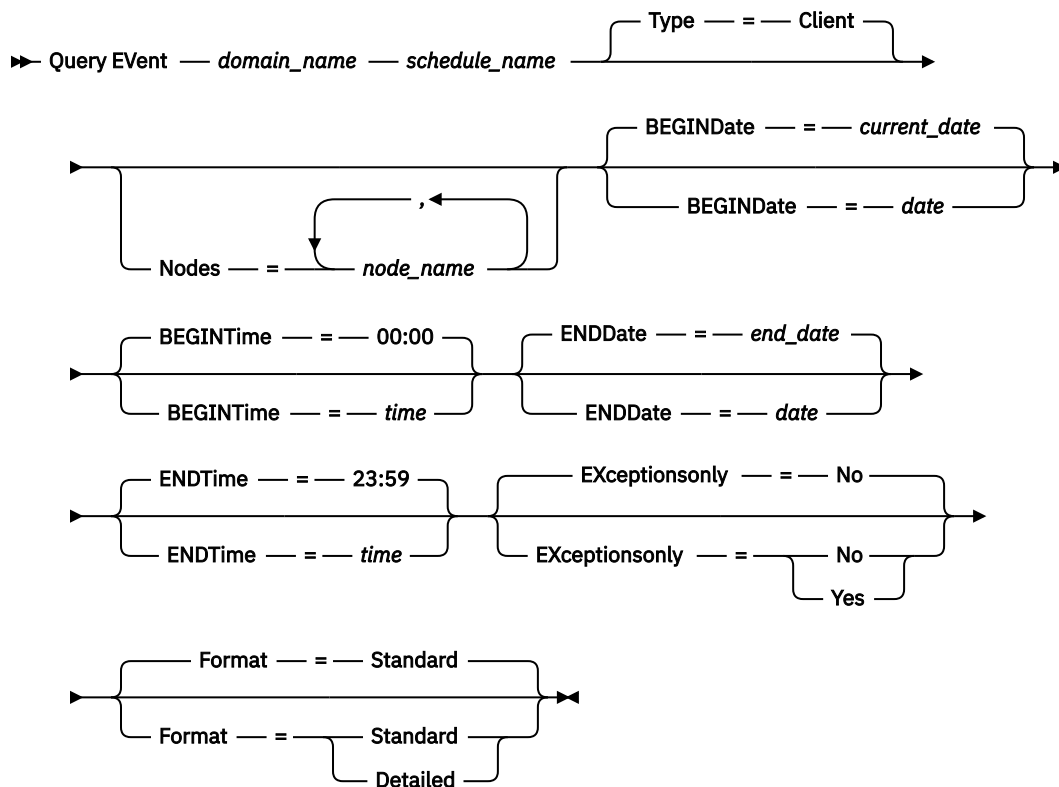 Type = Client
Query EVent domain_name schedule_name
BEGINDate = current_date
,
BEGINDate = date
Nodes = node_name
BEGINTime = 00:00 ENDDate = end_date
BEGINTime = time ENDDate = date
ENDTime = 23:59 EXceptionsonly = No
ENDTime = time EXceptionsonly = No
Yes
Format = Standard
Format = Standard
Detailed